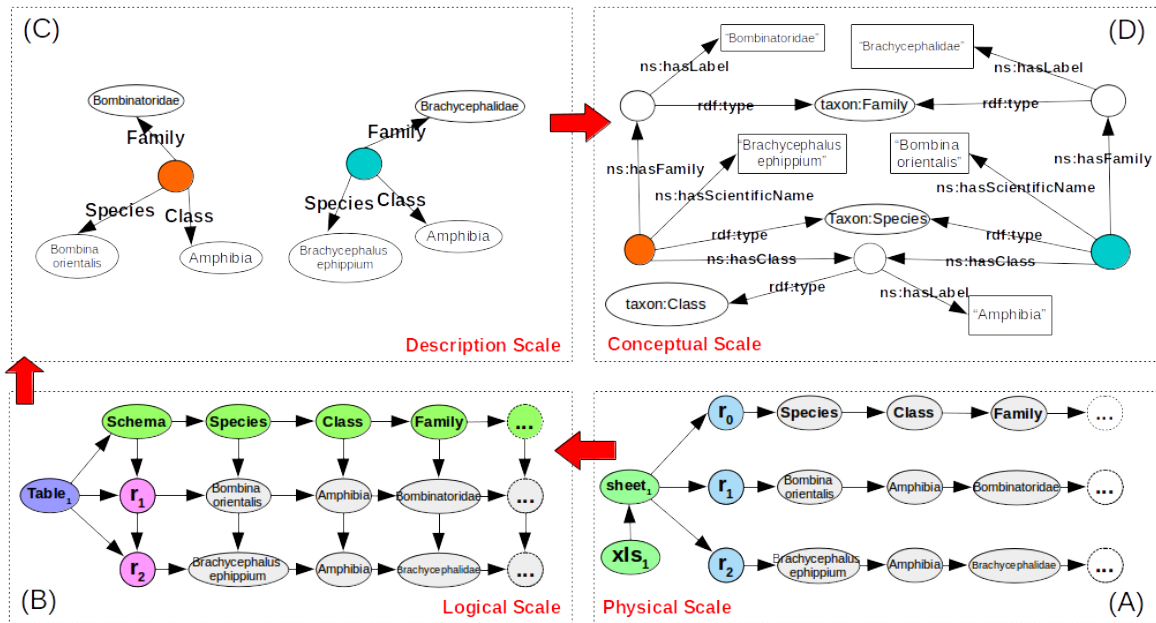 (C)
Bombinatoridae
Family
Species
Class
Bombina
orientalis
Amphibia
Brachycephalidae
Family
Species
Class
Brachycephalus
ephippium
Amphibia
Description Scale
(D)
"Bombinatoridae"
"Brachycephalidae"
ns:hasLabel
ns:hasLabel
rdf:type
taxon:Family
rdf:type
ns:hasFamily
"Brachycephalus
ephippium"
"Bombina
orientalis"
ns:hasFamily
ns:hasScientificName
ns:hasScientificName
Taxon:Species
rdf:type
rdf:type
ns:hasClass
ns:hasClass
rdf:type
taxon:Class
ns:hasLabel
"Amphibia"
Conceptual Scale
Schema
Species
Class
Family
...
Table1
r1
Bombina
orientalis
Amphibia
Bombinatoridae
...
r2
Brachycephalus
ephippium
Amphibia
Brachycephalidae
...
(B)
Logical Scale
r0
Species
Class
Family
...
sheet1
r1
Bombina
orientalis
Amphibia
Bombinatoridae
...
xls1
r2
Brachycephalus
ephippium
Amphibia
Brachycephalidae
...
Physical Scale
(A)